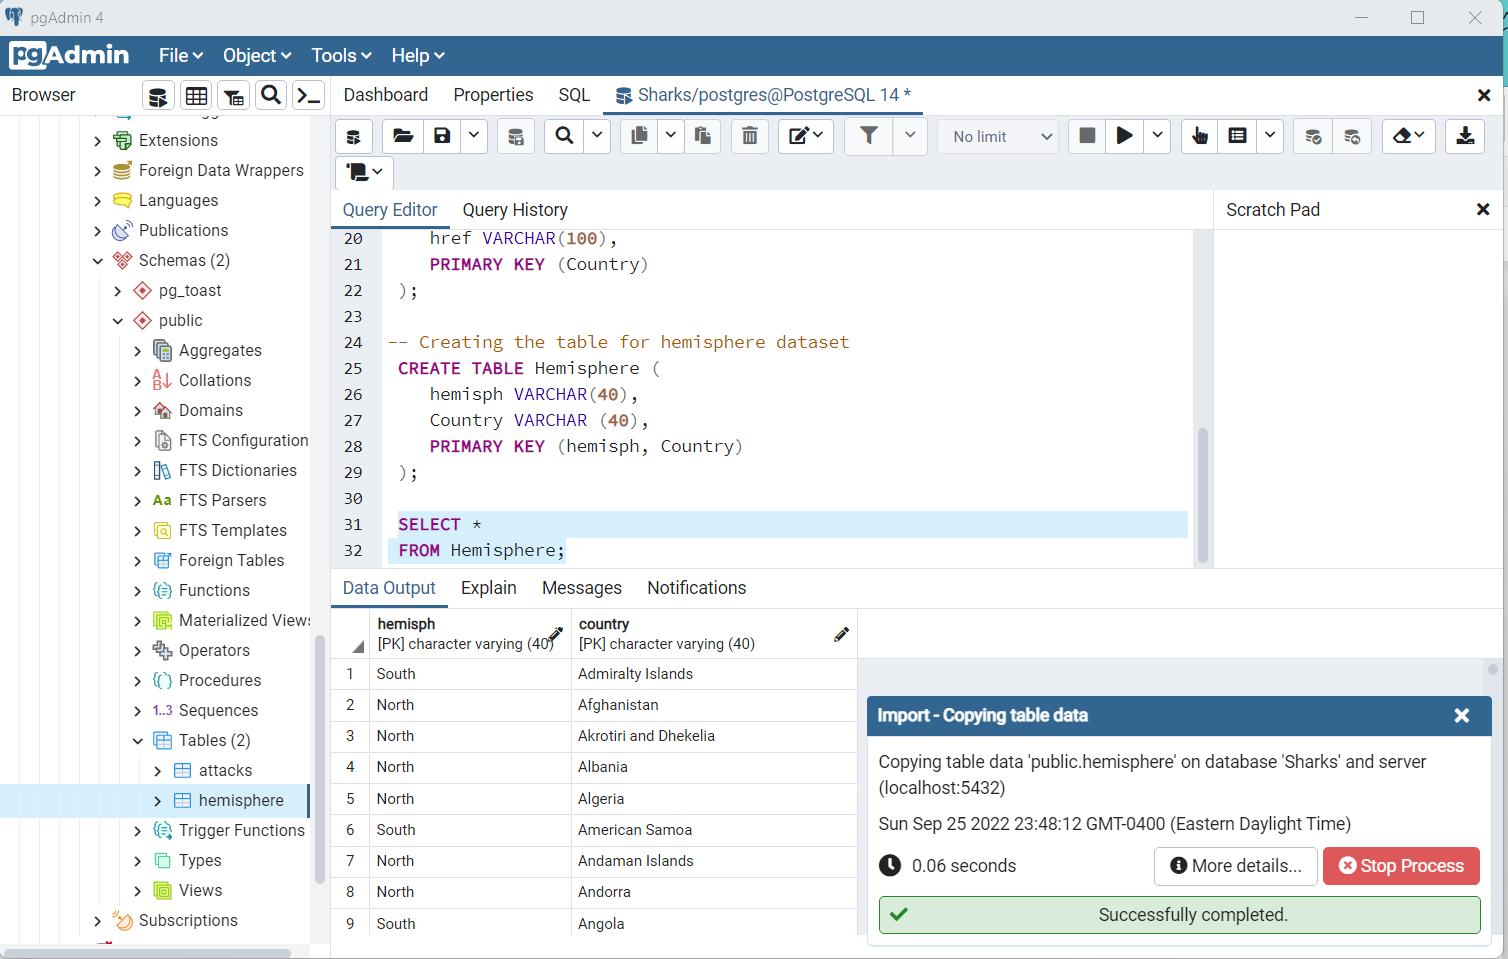 pgAdmin 4
pgAdmin File Object Tools Help
Browser
Dashboard Properties SQL Sharks/postgres@PostgreSQL 14 *
No limit
Extensions
Foreign Data Wrappers
Languages
Publications
Schemas (2)
pg_toast
public
Aggregates
Collations
Domains
FTS Configuration
FTS Dictionaries
Aa FTS Parsers
FTS Templates
Foreign Tables
Functions
Materialized Views
Operators
Procedures
1..3 Sequences
Tables (2)
attacks
hemisphere
Trigger Functions
Types
Views
Subscriptions
Query Editor Query History
Scratch Pad
20 href VARCHAR(100),
21 PRIMARY KEY (Country)
22 );
23
24 -- Creating the table for hemisphere dataset
25 CREATE TABLE Hemisphere (
26 hemisph VARCHAR(40),
27 Country VARCHAR (40),
28 PRIMARY KEY (hemisph, Country)
29 );
30
31 SELECT *
32 FROM Hemisphere;
Data Output Explain Messages Notifications
hemisph country
[PK] character varying (40) [PK] character varying (40)
1 South Admiralty Islands
2 North Afghanistan
3 North Akrotiri and Dhekelia
4 North Albania
5 North Algeria
6 South American Samoa
7 North Andaman Islands
8 North Andorra
9 South Angola
Import - Copying table data
Copying table data 'public.hemisphere' on database 'Sharks' and server
(localhost:5432)
Sun Sep 25 2022 23:48:12 GMT-0400 (Eastern Daylight Time)
0.06 seconds More details... Stop Process
Successfully completed.